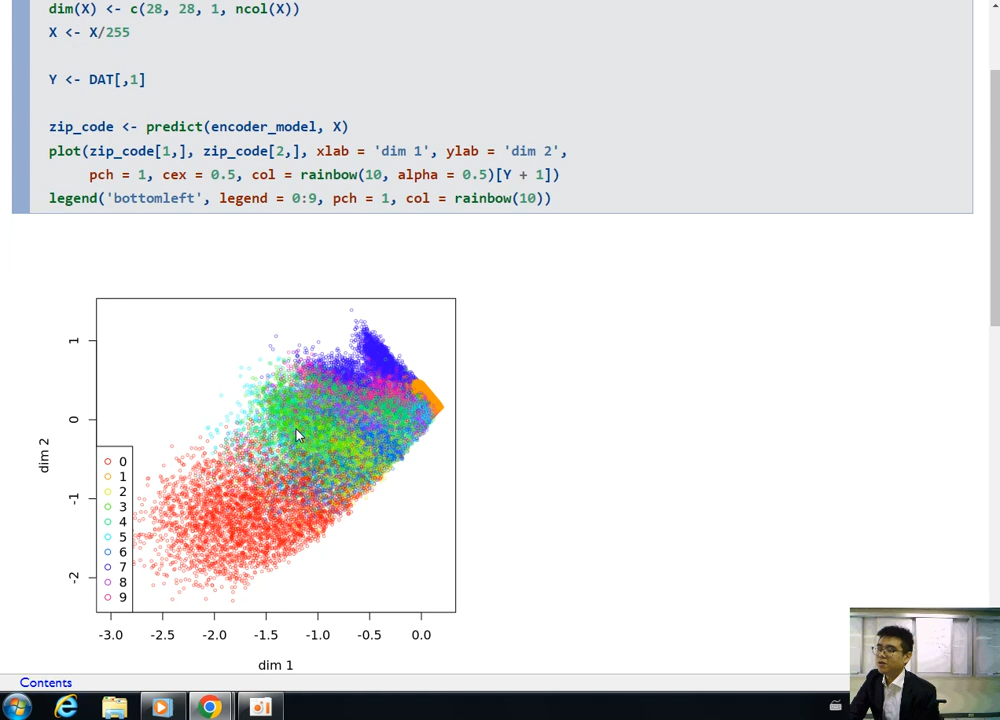 dim(X) <- c(28, 28, 1, ncol(X))
X <- X/255
Y <- DAT[,1]
zip_code <- predict(encoder_model, X)
plot(zip_code[1,], zip_code[2,], xlab = 'dim 1', ylab = 'dim 2',
pch = 1, cex = 0.5, col = rainbow(10, alpha = 0.5)[Y + 1])
legend('bottomleft', legend = 0:9, pch = 1, col = rainbow(10))
1
0
-1
-2
dim 2
0
1
2
3
4
5
6
7
8
9
-3.0 -2.5 -2.0 -1.5 -1.0 -0.5 0.0
dim 1
Contents